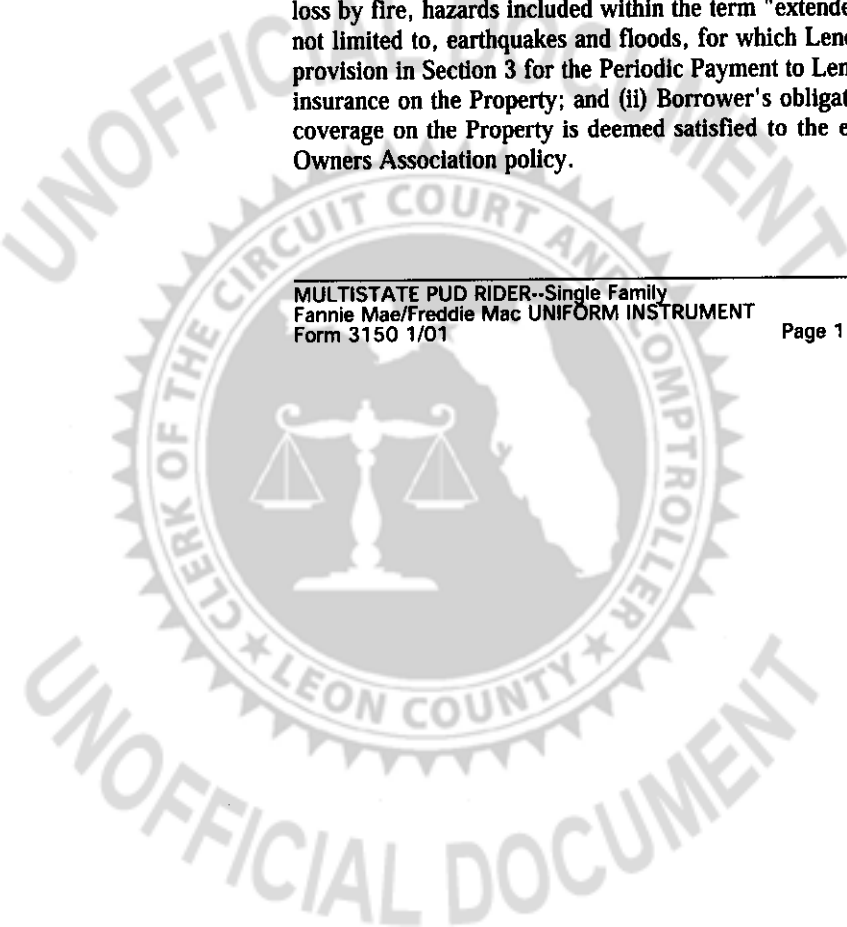 loss by fire, hazards included within the term "extende
not limited to, earthquakes and floods, for which Lend
provision in Section 3 for the Periodic Payment to Len
insurance on the Property; and (ii) Borrower's obligat
coverage on the Property is deemed satisfied to the e
Owners Association policy.
UNOFFICIAL DOCUMENT
CLERK OF THE CIRCUIT COURT AND COMPTROLLER
★ LEON COUNTY ★
MULTISTATE PUD RIDER--Single Family
Fannie Mae/Freddie Mac UNIFORM INSTRUMENT
Form 3150 1/01 Page 1
UNOFFICIAL DOCUMENT